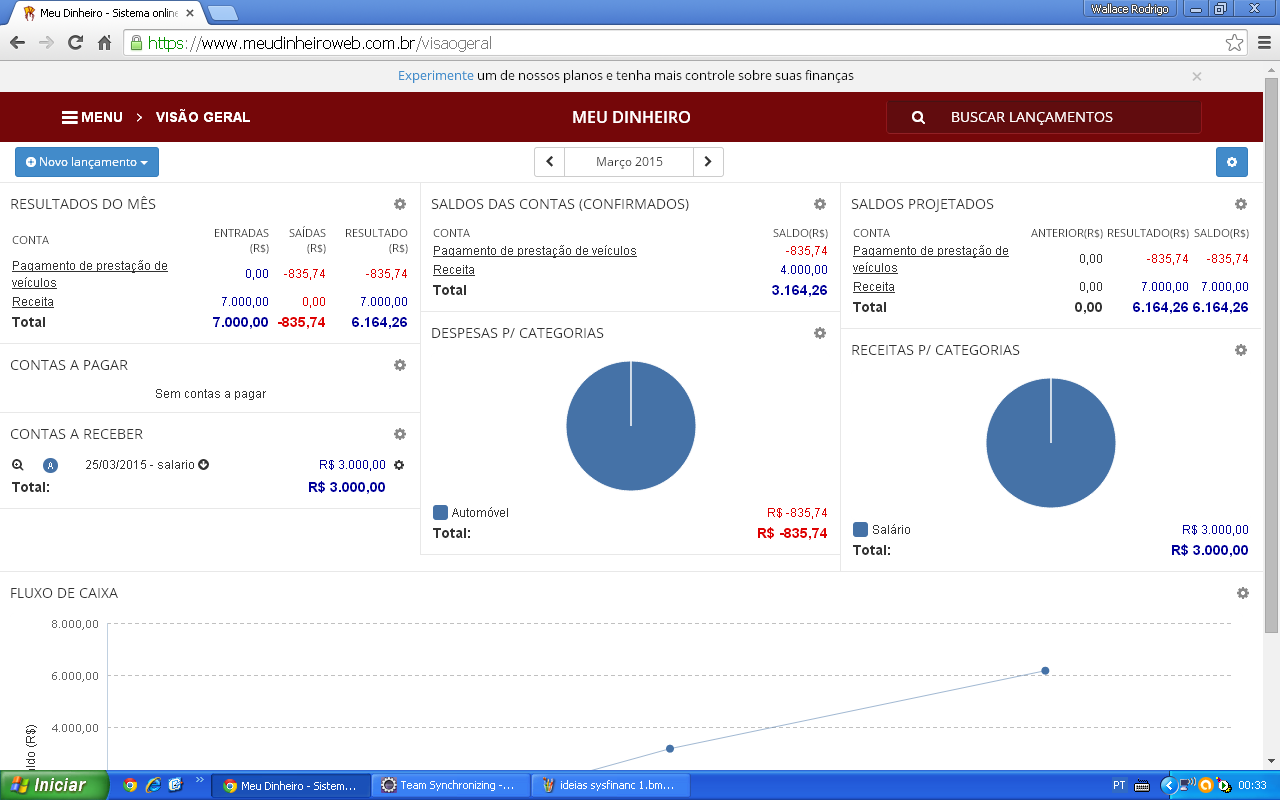 Meu Dinheiro - Sistema online
Wallace Rodrigo
https://www.meudinheiroweb.com.br/visaogeral
Experimente um de nossos planos e tenha mais controle sobre suas finanças
MENU > VISÃO GERAL
MEU DINHEIRO
BUSCAR LANÇAMENTOS
Novo lançamento
Março 2015
RESULTADOS DO MÊS
CONTA ENTRADAS (R$) SAÍDAS (R$) RESULTADO (R$)
Pagamento de prestação de veículos 0,00 -835,74 -835,74
Receita 7.000,00 0,00 7.000,00
Total 7.000,00 -835,74 6.164,26
CONTAS A PAGAR
Sem contas a pagar
CONTAS A RECEBER
A 25/03/2015 - salario R$ 3.000,00
Total: R$ 3.000,00
SALDOS DAS CONTAS (CONFIRMADOS)
CONTA SALDO(R$)
Pagamento de prestação de veículos -835,74
Receita 4.000,00
Total 3.164,26
DESPESAS P/ CATEGORIAS
Automóvel R$ -835,74
Total: R$ -835,74
SALDOS PROJETADOS
CONTA ANTERIOR(R$) RESULTADO(R$) SALDO(R$)
Pagamento de prestação de veículos 0,00 -835,74 -835,74
Receita 0,00 7.000,00 7.000,00
Total 0,00 6.164,26 6.164,26
RECEITAS P/ CATEGORIAS
Salário R$ 3.000,00
Total: R$ 3.000,00
FLUXO DE CAIXA
8.000,00
6.000,00
4.000,00
(R$)
Iniciar
Meu Dinheiro - Sistem...
Team Synchronizing -...
ideias sysfinanc 1.bm...
PT
00:33